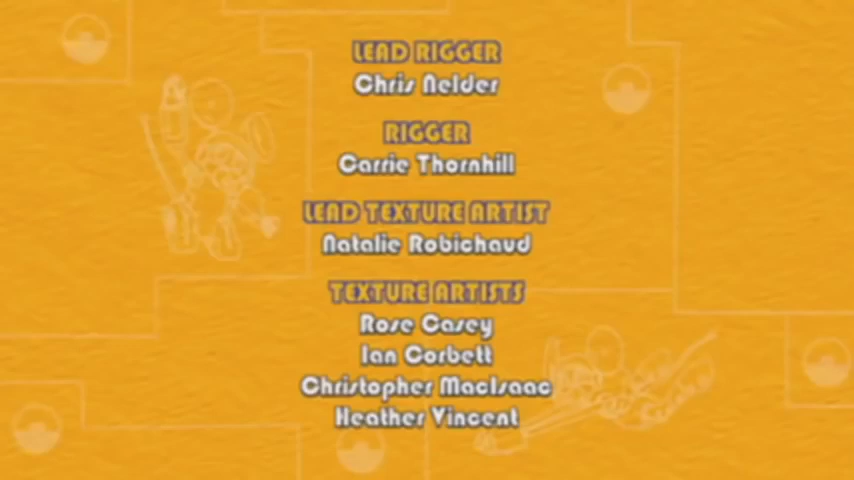 LEAD RIGGER
Chris Nelder
RIGGER
Carrie Thornhill
LEAD TEXTURE ARTIST
Natalie Robichaud
TEXTURE ARTISTS
Rose Casey
Ian Corbett
Christopher MacIsaac
Heather Vincent